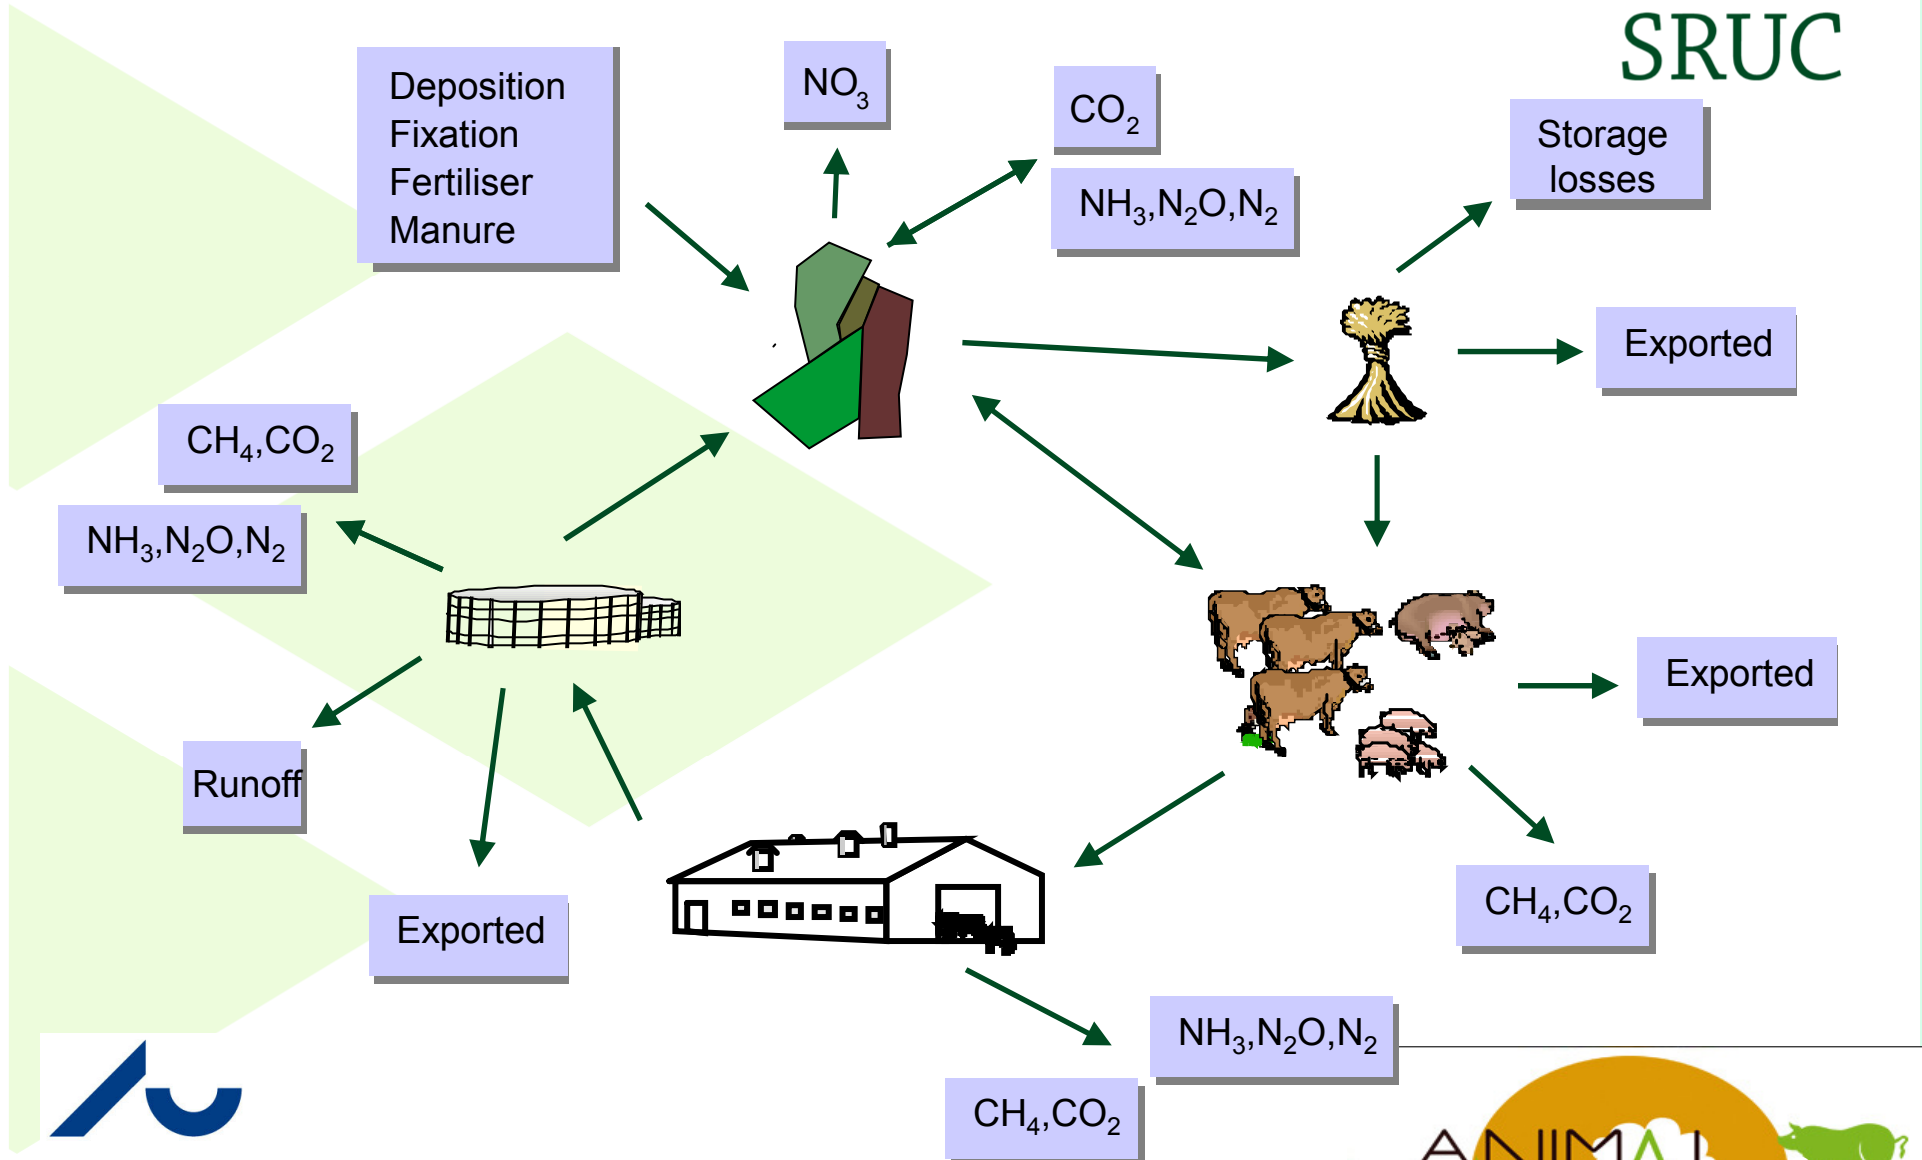 SRUC
Deposition
Fixation
Fertiliser
Manure
NO₃
CO₂
NH₃,N₂O,N₂
Storage
losses
Exported
CH₄,CO₂
NH₃,N₂O,N₂
Exported
Runoff
Exported
CH₄,CO₂
NH₃,N₂O,N₂
CH₄,CO₂
ANIMAL